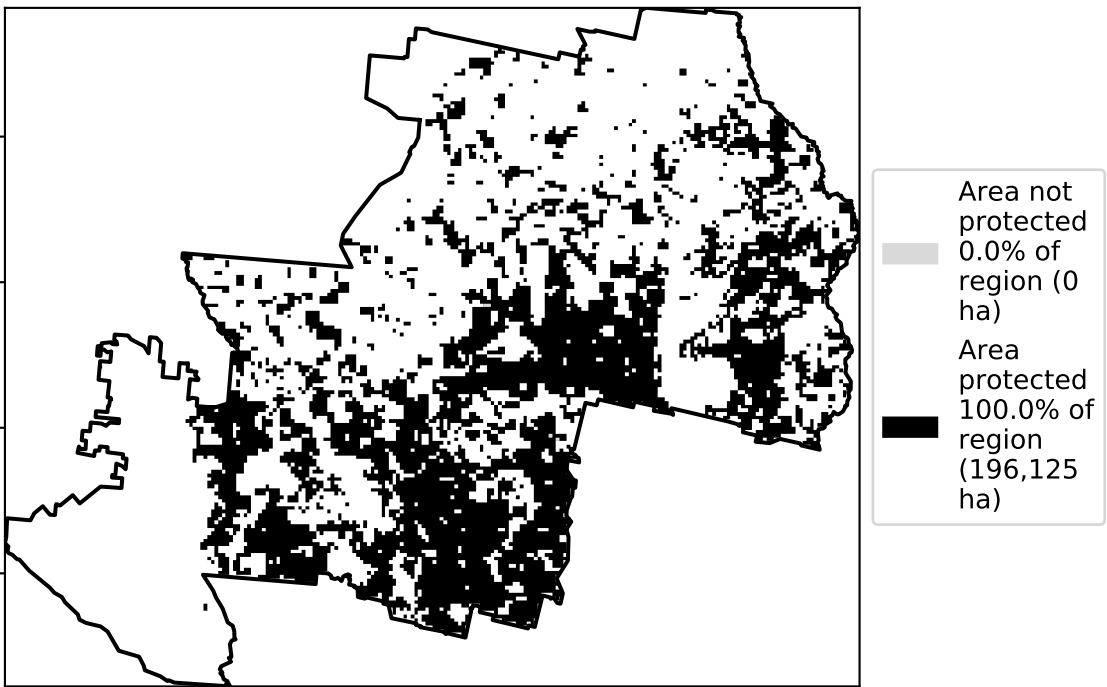 Area not
protected
0.0% of
region (0
ha)
Area
protected
100.0% of
region
(196,125
ha)